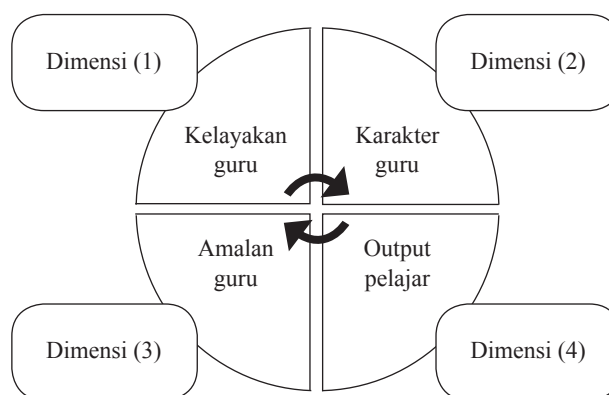 Dimensi (1)
Dimensi (2)
Kelayakan
guru
Karakter
guru
Amalan
guru
Output
pelajar
Dimensi (3)
Dimensi (4)